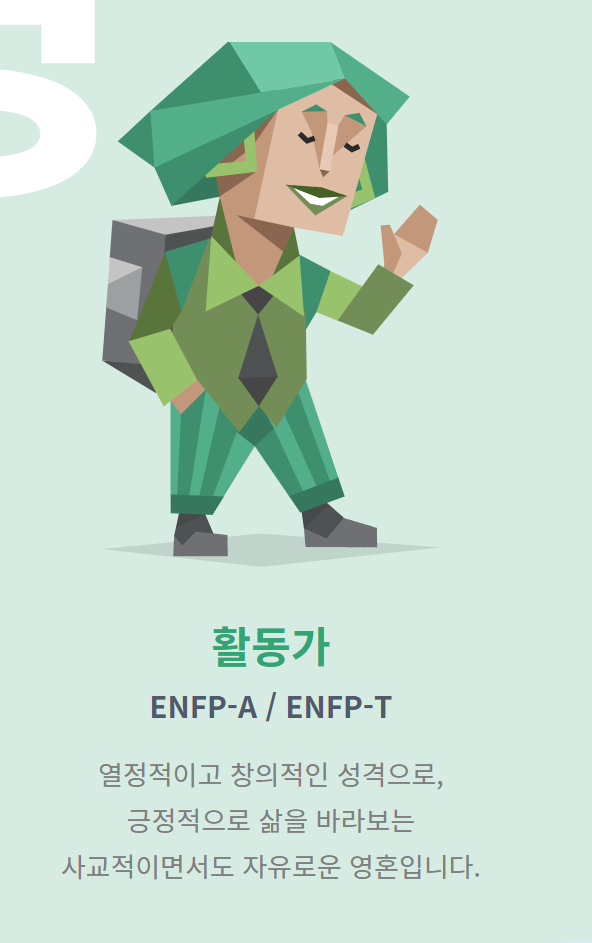 활동가
ENFP-A / ENFP-T
열정적이고 창의적인 성격으로,
긍정적으로 삶을 바라보는
사교적이면서도 자유로운 영혼입니다.